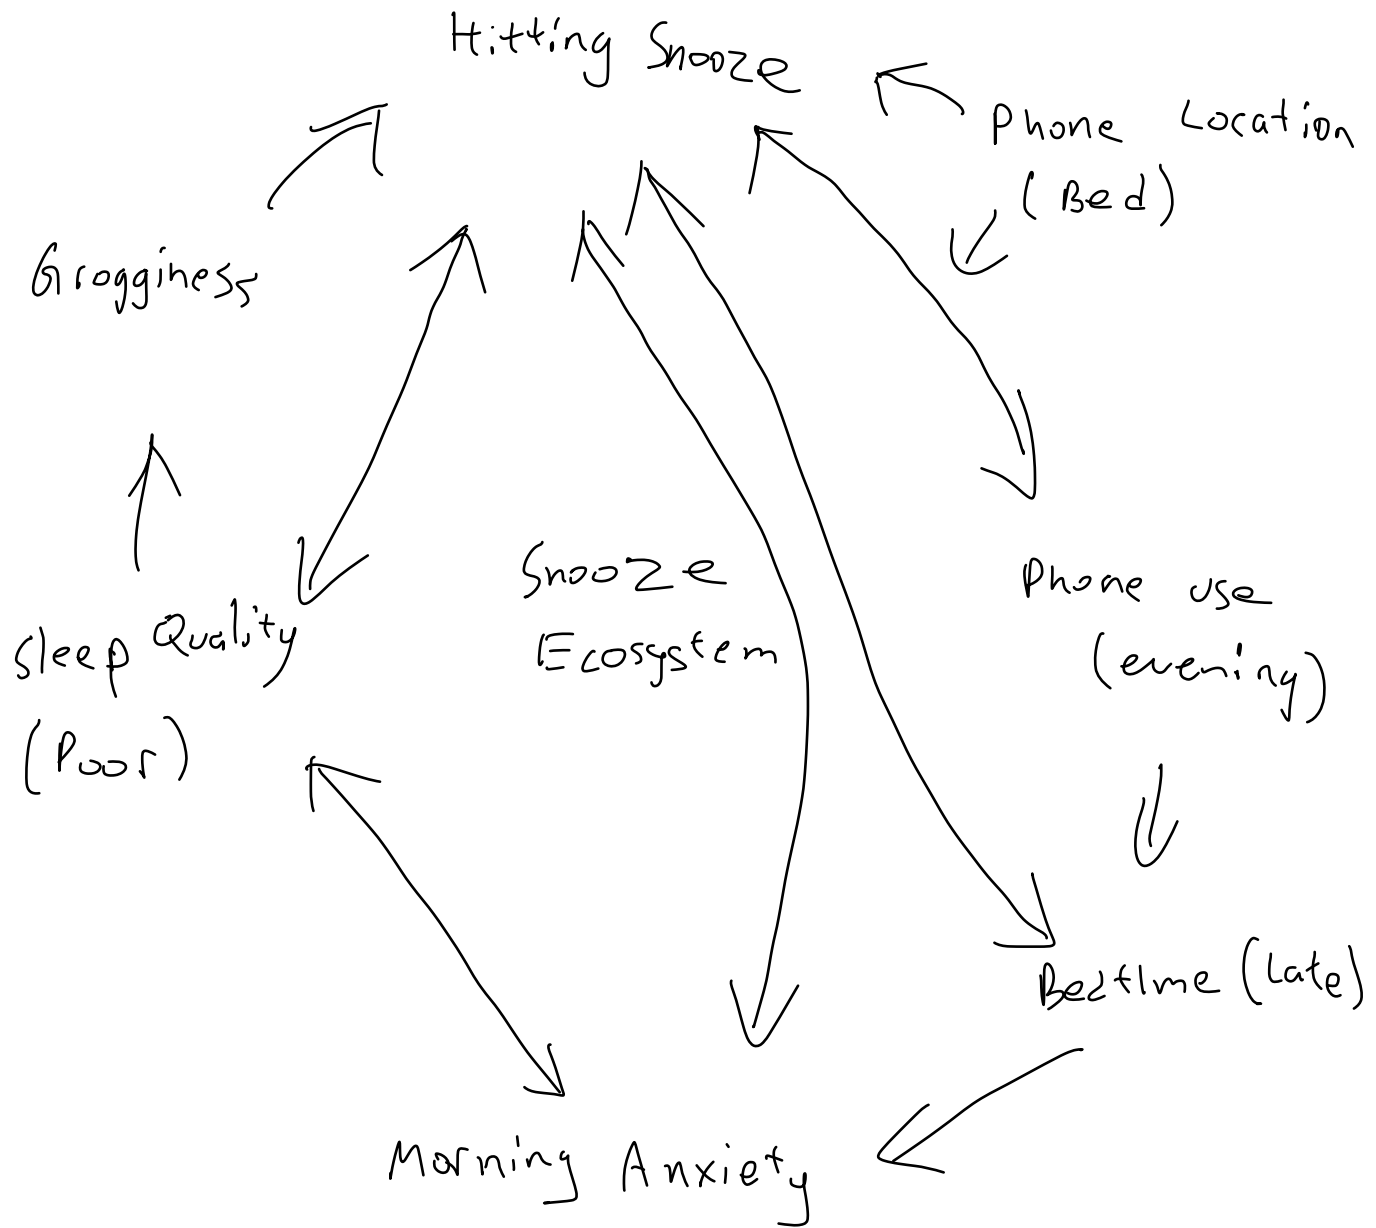 Hitting Snooze
Phone Location
(Bed)
Grogginess
Snooze
Ecosystem
Phone use
(evening)
Sleep Quality
(Poor)
Bedtime (Late)
Morning Anxiety